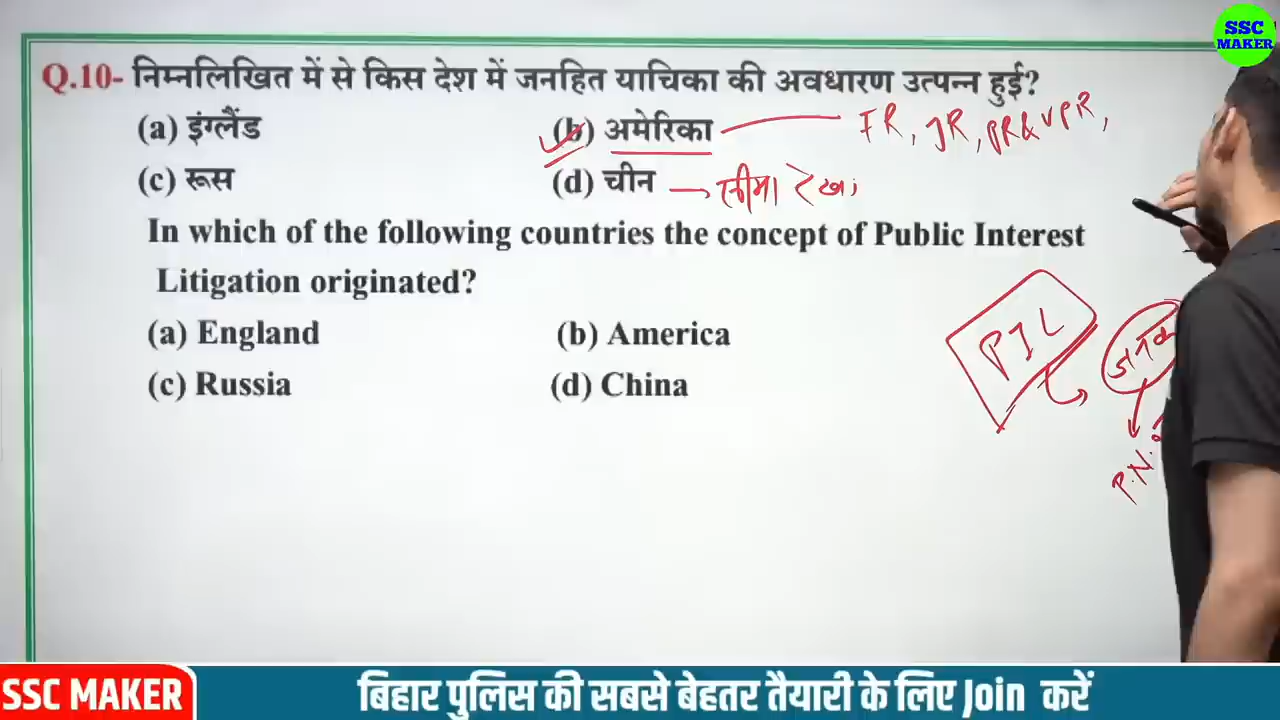 SSC
MAKER
Q.10- निम्नलिखित में से किस देश में जनहित याचिका की अवधारण उत्पन्न हुई?
(a) इंग्लैंड (b) अमेरिका FR, JR, PR & VPR,
(c) रूस (d) चीन → सीमा रेखा
In which of the following countries the concept of Public Interest
Litigation originated?
(a) England (b) America
(c) Russia (d) China
PIL
P.N.
SSC MAKER बिहार पुलिस की सबसे बेहतर तैयारी के लिए Join करें